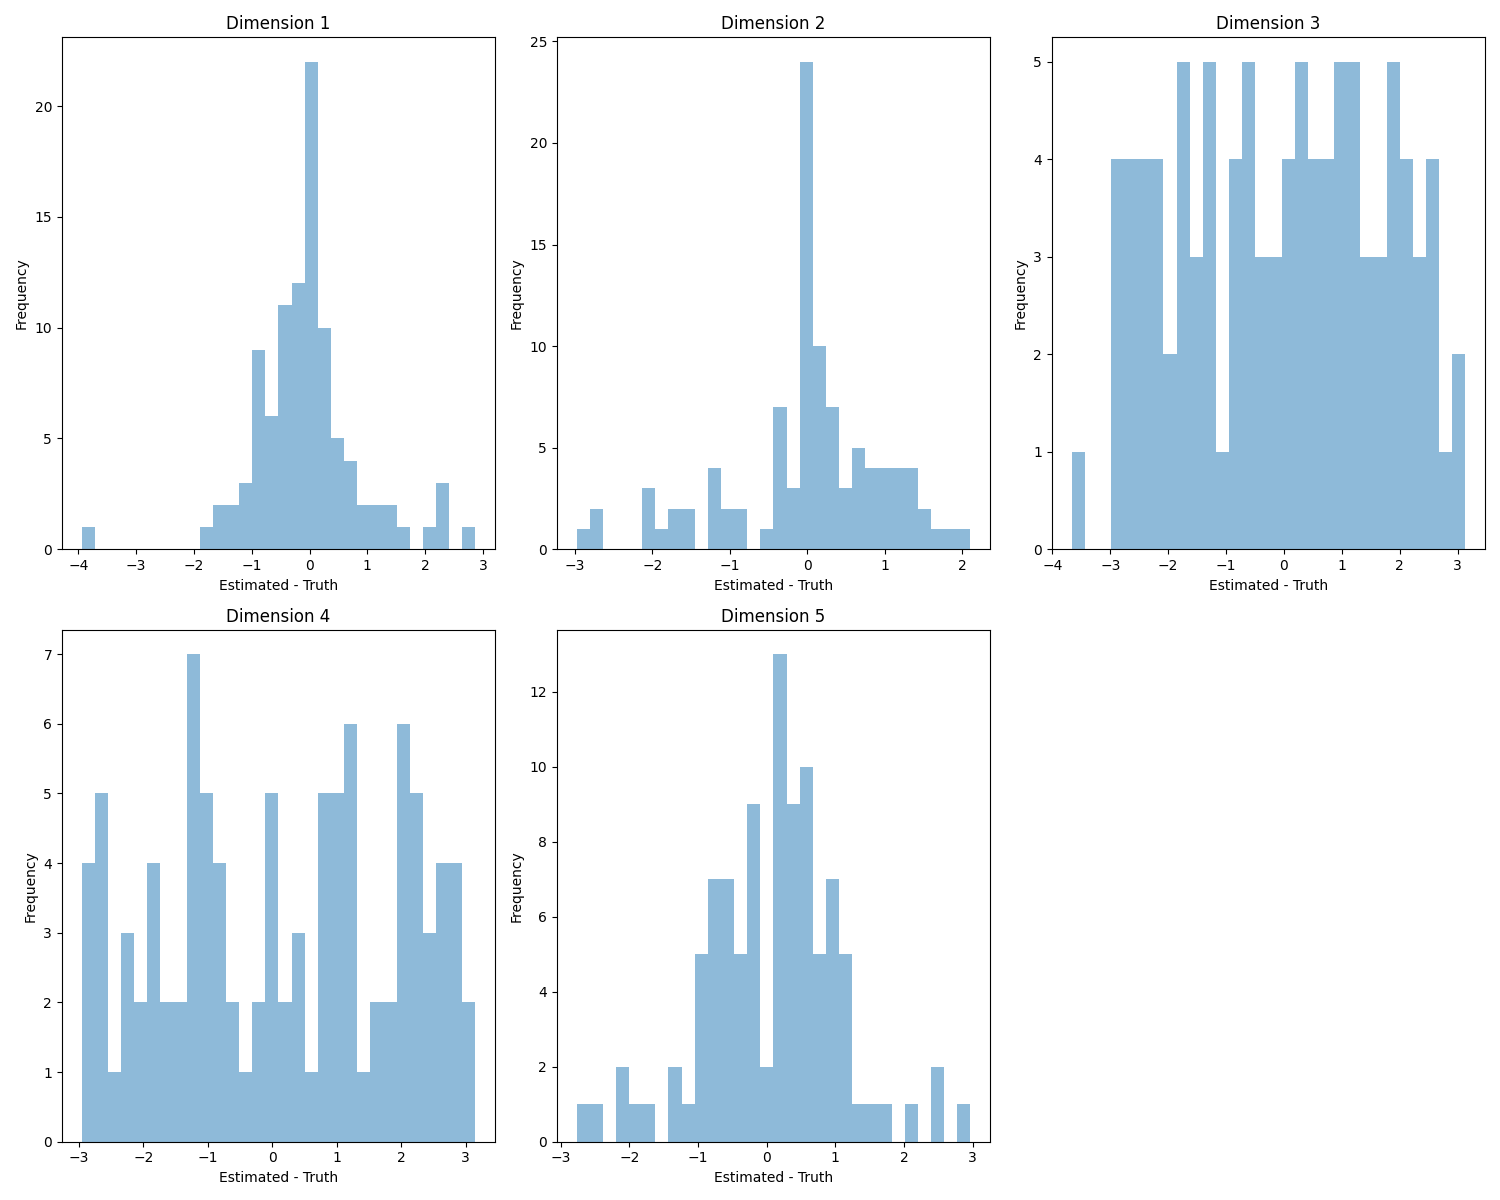 Dimension 1
Frequency
20
15
10
5
0
−4 −3 −2 −1 0 1 2 3
Estimated - Truth
Dimension 2
Frequency
25
20
15
10
5
0
−3 −2 −1 0 1 2
Estimated - Truth
Dimension 3
Frequency
5
4
3
2
1
0
−4 −3 −2 −1 0 1 2 3
Estimated - Truth
Dimension 4
Frequency
7
6
5
4
3
2
1
0
−3 −2 −1 0 1 2 3
Estimated - Truth
Dimension 5
Frequency
12
10
8
6
4
2
0
−3 −2 −1 0 1 2 3
Estimated - Truth